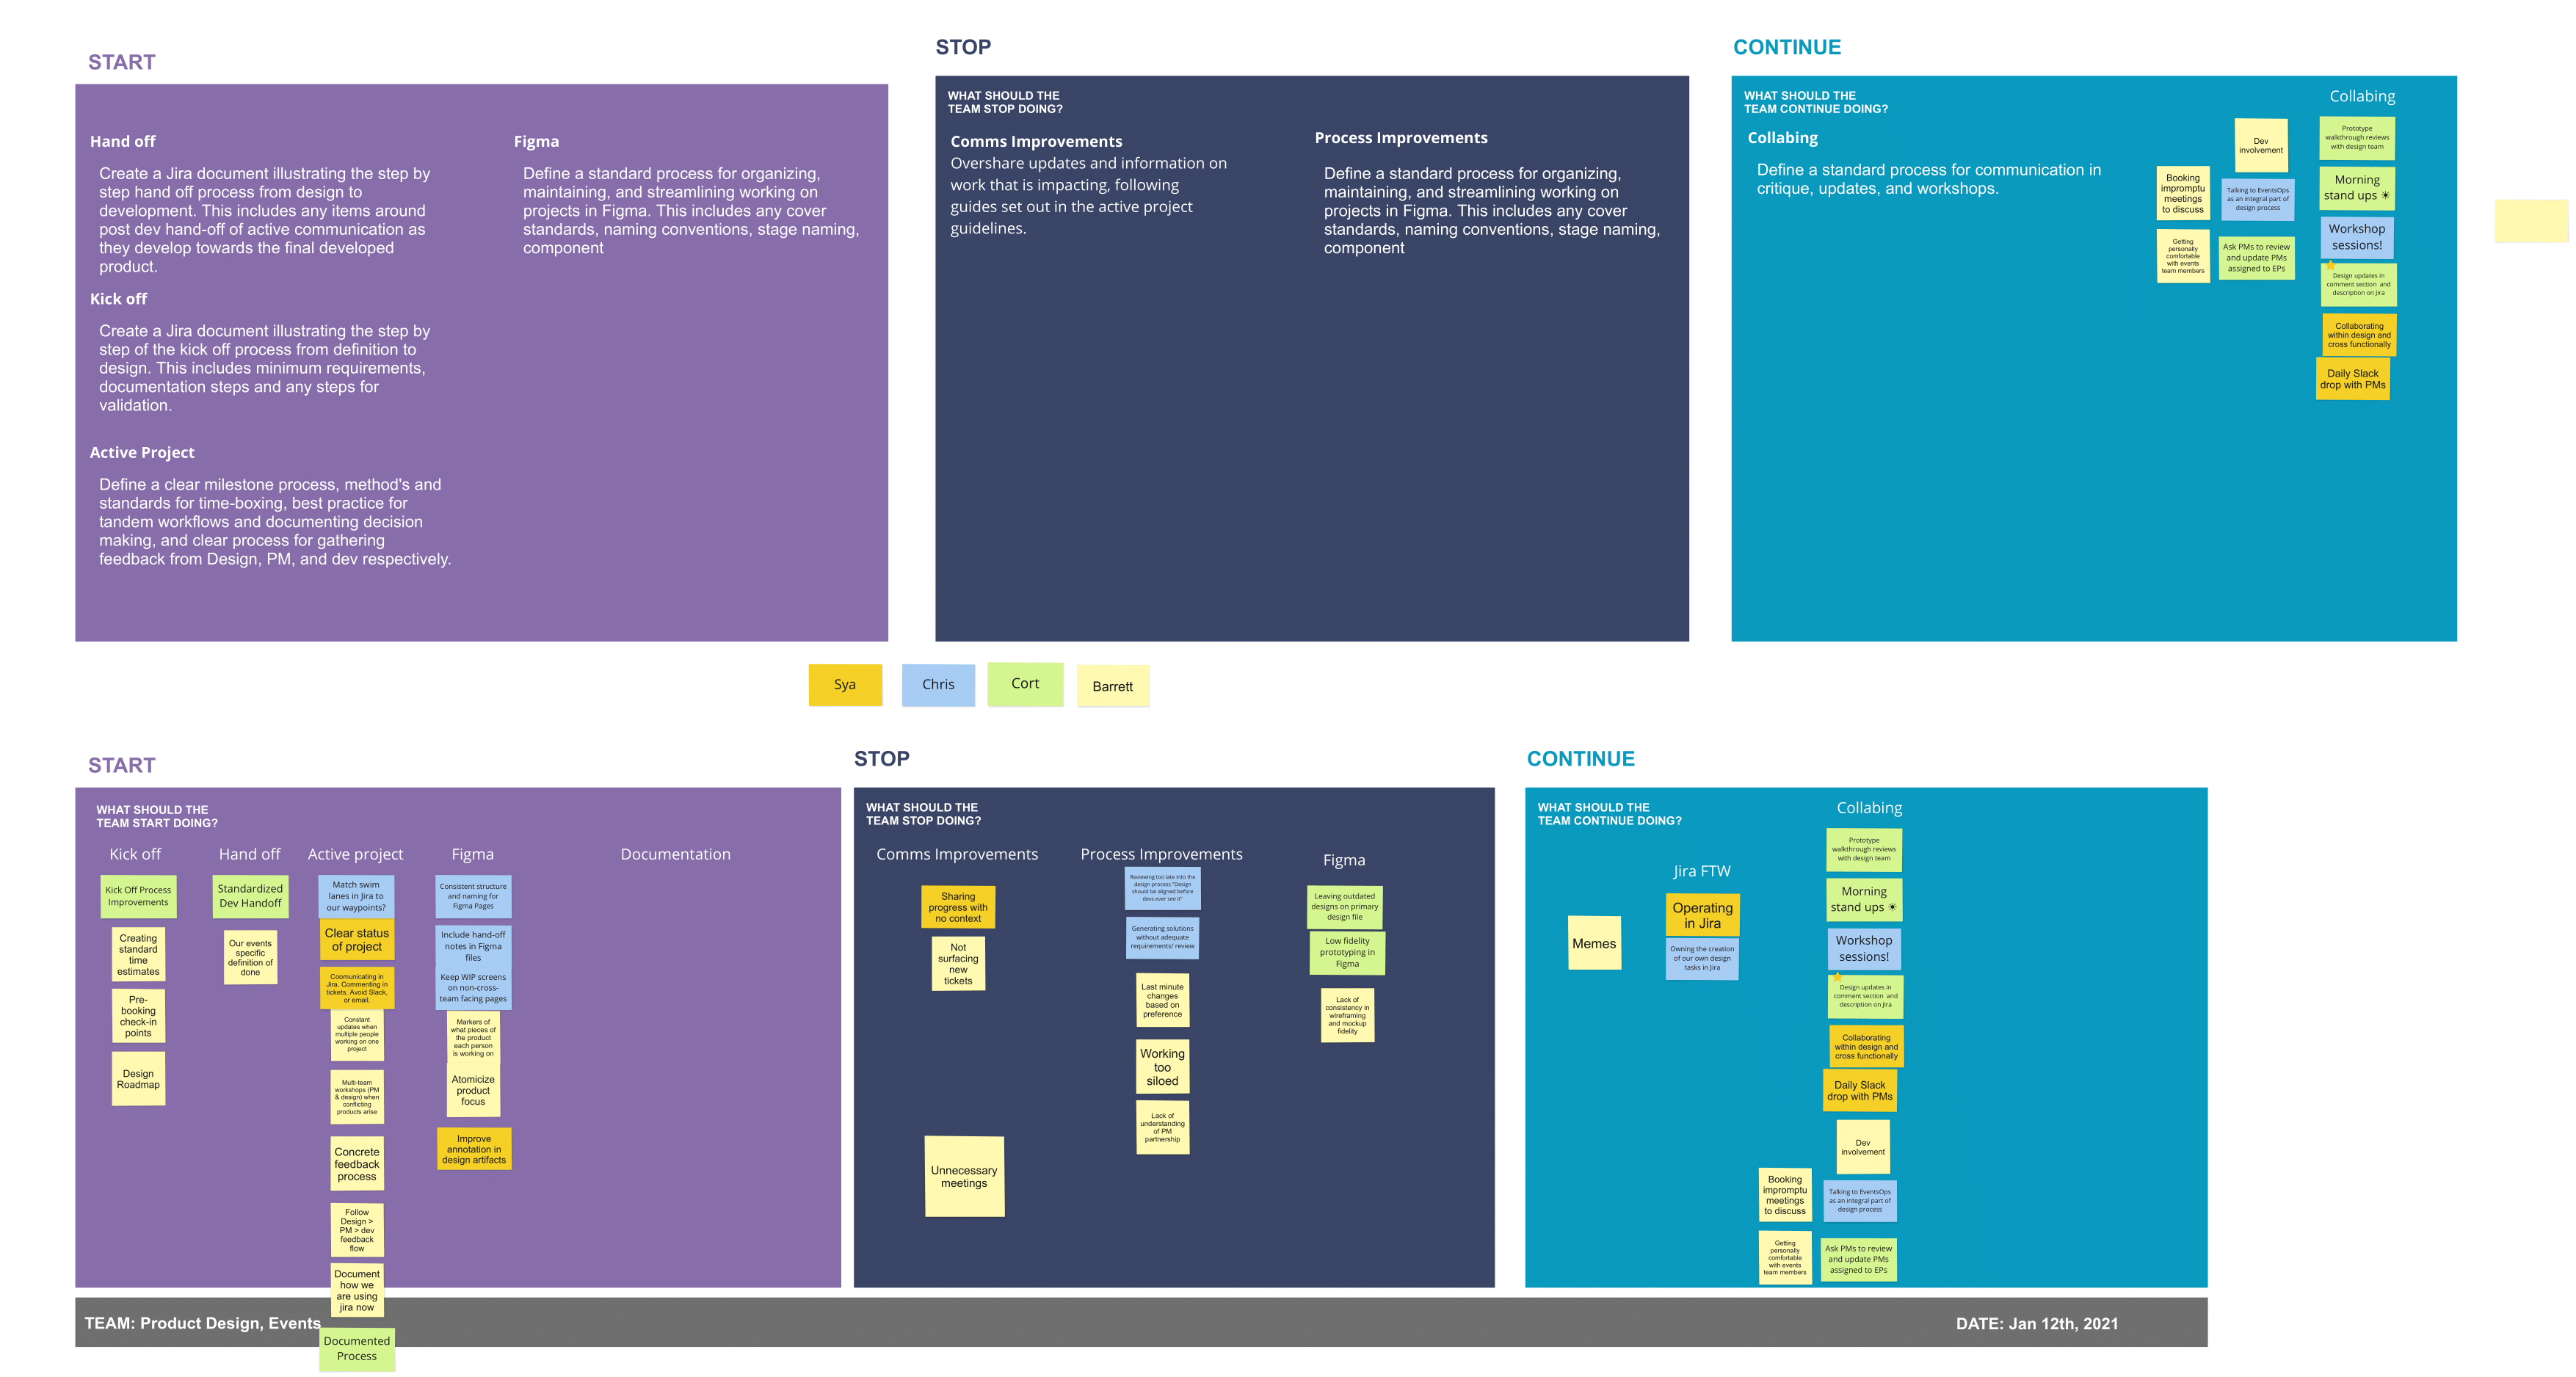 START
Hand off
Create a Jira document illustrating the step by
step hand off process from design to
development. This includes any items around
post dev hand-off of active communication as
they develop towards the final developed
product.
Kick off
Create a Jira document illustrating the step by
step of the kick off process from definition to
design. This includes minimum requirements,
documentation steps and any steps for
validation.
Active Project
Define a clear milestone process, method's and
standards for time-boxing, best practice for
tandem workflows and documenting decision
making, and clear process for gathering
feedback from Design, PM, and dev respectively.
Figma
Define a standard process for organizing,
maintaining, and streamlining working on
projects in Figma. This includes any cover
standards, naming conventions, stage naming,
component
STOP
WHAT SHOULD THE
TEAM STOP DOING?
Comms Improvements
Overshare updates and information on
work that is impacting, following
guides set out in the active project
guidelines.
Process Improvements
Define a standard process for organizing,
maintaining, and streamlining working on
projects in Figma. This includes any cover
standards, naming conventions, stage naming,
component
CONTINUE
WHAT SHOULD THE
TEAM CONTINUE DOING?
Collabing
Define a standard process for communication in
critique, updates, and workshops.
Dev
involvement
Booking
impromptu
meetings
to discuss
Talking to EventsOps
as an integral part of
design process
Getting
personally
comfortable
with events
team members
Ask PMs to review
and update PMs
assigned to EPs
Collabing
Prototype
walkthrough reviews
with design team
Morning
stand ups ☀
Workshop
sessions!
Design updates in
comment section and
description on Jira
Collaborating
within design and
cross functionally
Daily Slack
drop with PMs
Sya
Chris
Cort
Barrett
START
WHAT SHOULD THE
TEAM START DOING?
Kick off
Kick Off Process
Improvements
Creating
standard
time
estimates
Pre-
booking
check-in
points
Design
Roadmap
Hand off
Standardized
Dev Handoff
Our events
specific
definition of
done
Active project
Match swim
lanes in Jira to
our waypoints?
Clear status
of project
Coomunicating in
Jira. Commenting in
tickets. Avoid Slack,
or email.
Constant
updates when
multiple people
working on one
project
Multi-team
workshops (PM
& design) when
conflicting
products arise
Concrete
feedback
process
Follow
Design >
PM > dev
feedback
flow
Document
how we
are using
jira now
Documented
Process
Figma
Consistent structure
and naming for
Figma Pages
Include hand-off
notes in Figma
files
Keep WIP screens
on non-cross-
team facing pages
Markers of
what pieces of
the product
each person
is working on
Atomicize
product
focus
Improve
annotation in
design artifacts
Documentation
STOP
WHAT SHOULD THE
TEAM STOP DOING?
Comms Improvements
Sharing
progress with
no context
Not
surfacing
new
tickets
Unnecessary
meetings
Process Improvements
Reviewing too late into the
design process "Design
should be aligned before
devs ever see it"
Generating solutions
without adequate
requirements/ review
Last minute
changes
based on
preference
Working
too
siloed
Lack of
understanding
of PM
partnership
Figma
Leaving outdated
designs on primary
design file
Low fidelity
prototyping in
Figma
Lack of
consistency in
wireframing
and mockup
fidelity
CONTINUE
WHAT SHOULD THE
TEAM CONTINUE DOING?
Memes
Jira FTW
Operating
in Jira
Owning the creation
of our own design
tasks in Jira
Collabing
Prototype
walkthrough reviews
with design team
Morning
stand ups ☀
Workshop
sessions!
Design updates in
comment section and
description on Jira
Collaborating
within design and
cross functionally
Daily Slack
drop with PMs
Dev
involvement
Booking
impromptu
meetings
to discuss
Talking to EventsOps
as an integral part of
design process
Getting
personally
comfortable
with events
team members
Ask PMs to review
and update PMs
assigned to EPs
TEAM: Product Design, Events
DATE: Jan 12th, 2021